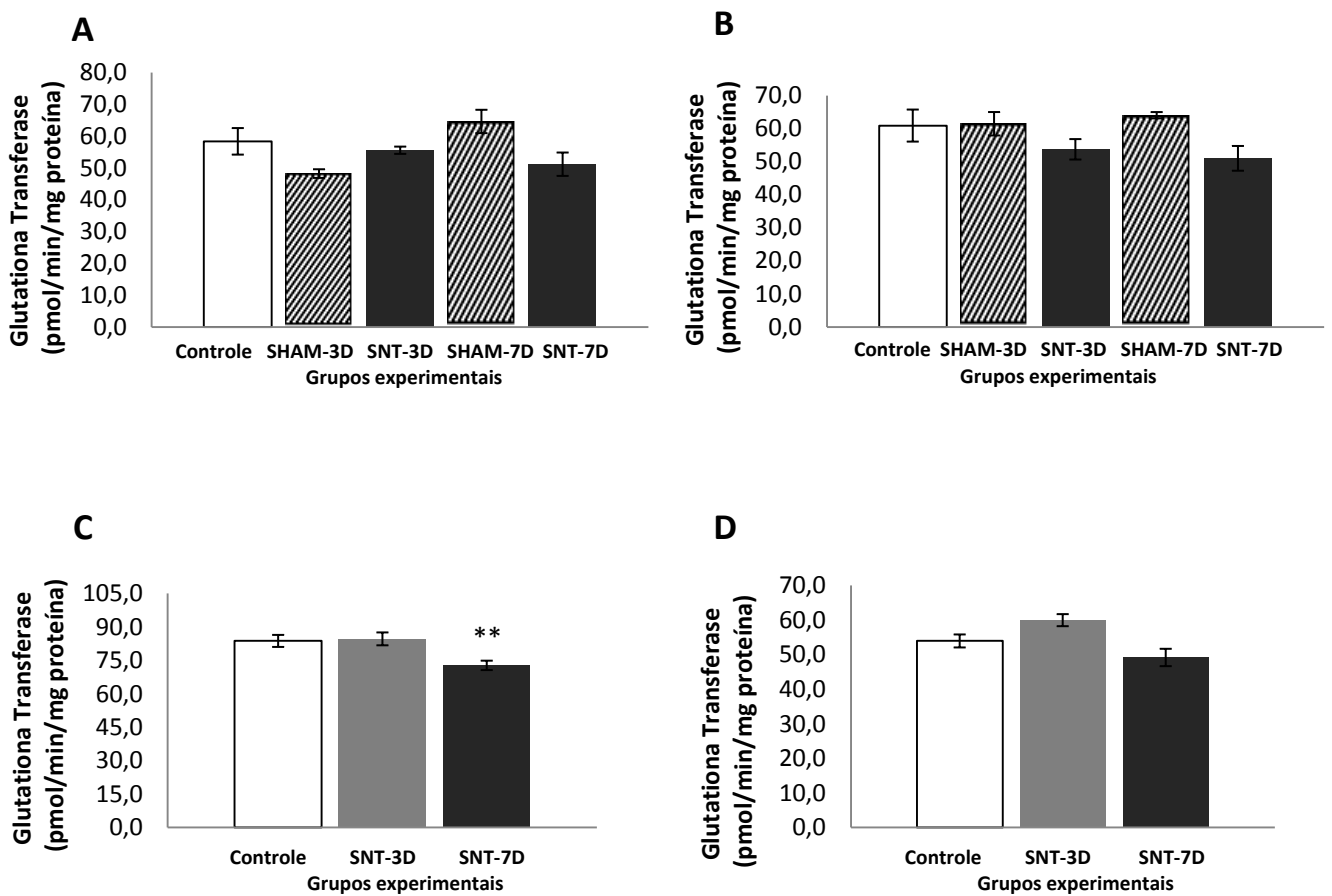 A
Glutationa Transferase
(pmol/min/mg proteína)
80,0
70,0
60,0
50,0
40,0
30,0
20,0
10,0
0,0
Controle SHAM-3D SNT-3D SHAM-7D SNT-7D
Grupos experimentais
B
Glutationa Transferase
(pmol/min/mg proteína)
70,0
60,0
50,0
40,0
30,0
20,0
10,0
0,0
Controle SHAM-3D SNT-3D SHAM-7D SNT-7D
Grupos experimentais
C
Glutationa Transferase
(pmol/min/mg proteína)
105,0
90,0
75,0
60,0
45,0
30,0
15,0
0,0
**
Controle SNT-3D SNT-7D
Grupos experimentais
D
Glutationa Transferase
(pmol/min/mg proteína)
70,0
60,0
50,0
40,0
30,0
20,0
10,0
0,0
Controle SNT-3D SNT-7D
Grupos experimentais